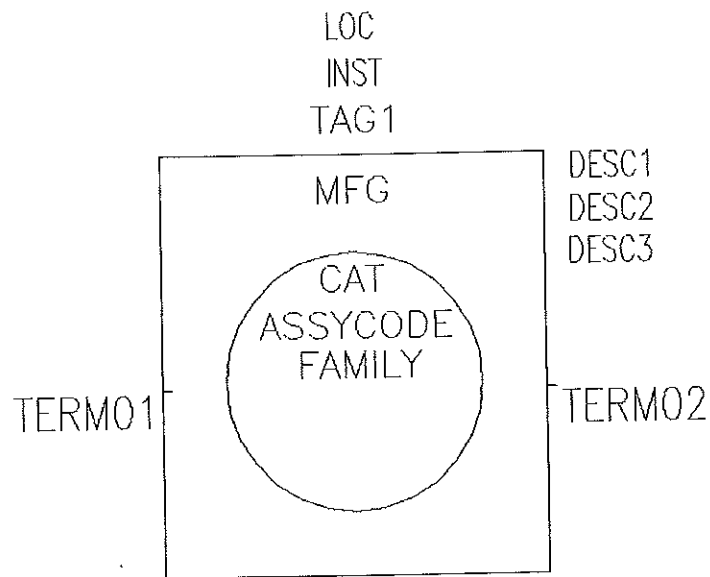 LOC
INST
TAG1
MFG
DESC1
DESC2
DESC3
CAT
ASSYCODE
FAMILY
TERM01
TERM02